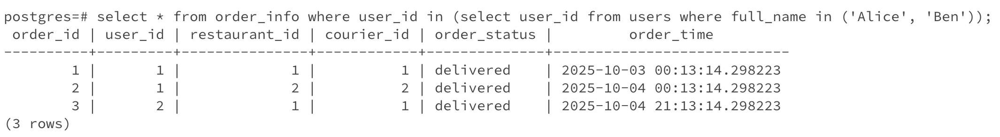 postgres=# select * from order_info where user_id in (select user_id from users where full_name in ('Alice', 'Ben'));
 order_id | user_id | restaurant_id | courier_id | order_status |         order_time
----------+---------+---------------+------------+--------------+----------------------------
        1 |       1 |             1 |          1 | delivered    | 2025-10-03 00:13:14.298223
        2 |       1 |             2 |          2 | delivered    | 2025-10-04 00:13:14.298223
        3 |       2 |             1 |          1 | delivered    | 2025-10-04 21:13:14.298223
(3 rows)